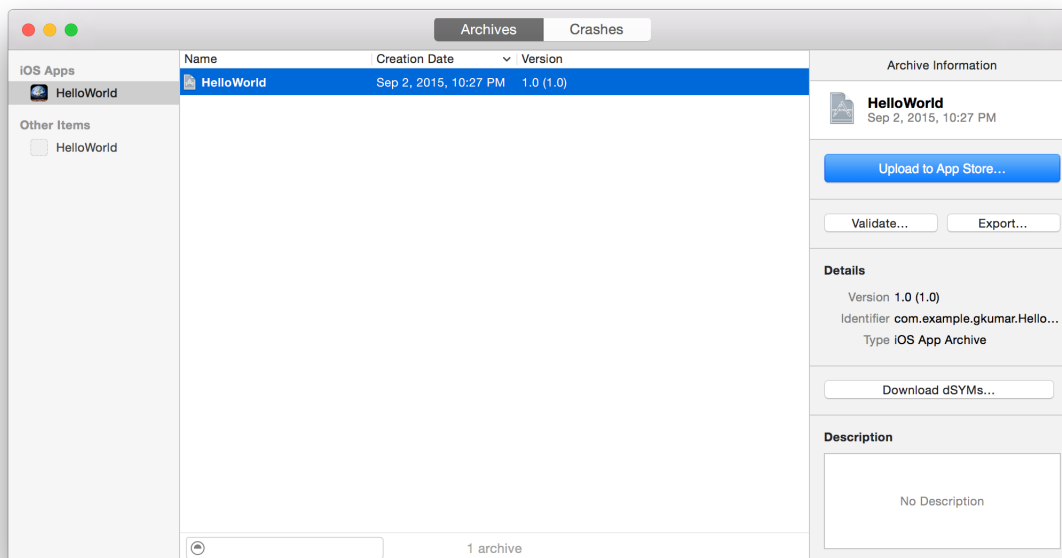 Archives Crashes
iOS Apps
HelloWorld
Other Items
HelloWorld
Name Creation Date Version
HelloWorld Sep 2, 2015, 10:27 PM 1.0 (1.0)
1 archive
Archive Information
HelloWorld
Sep 2, 2015, 10:27 PM
Upload to App Store...
Validate... Export...
Details
Version 1.0 (1.0)
Identifier com.example.gkumar.Hello...
Type iOS App Archive
Download dSYMs...
Description
No Description